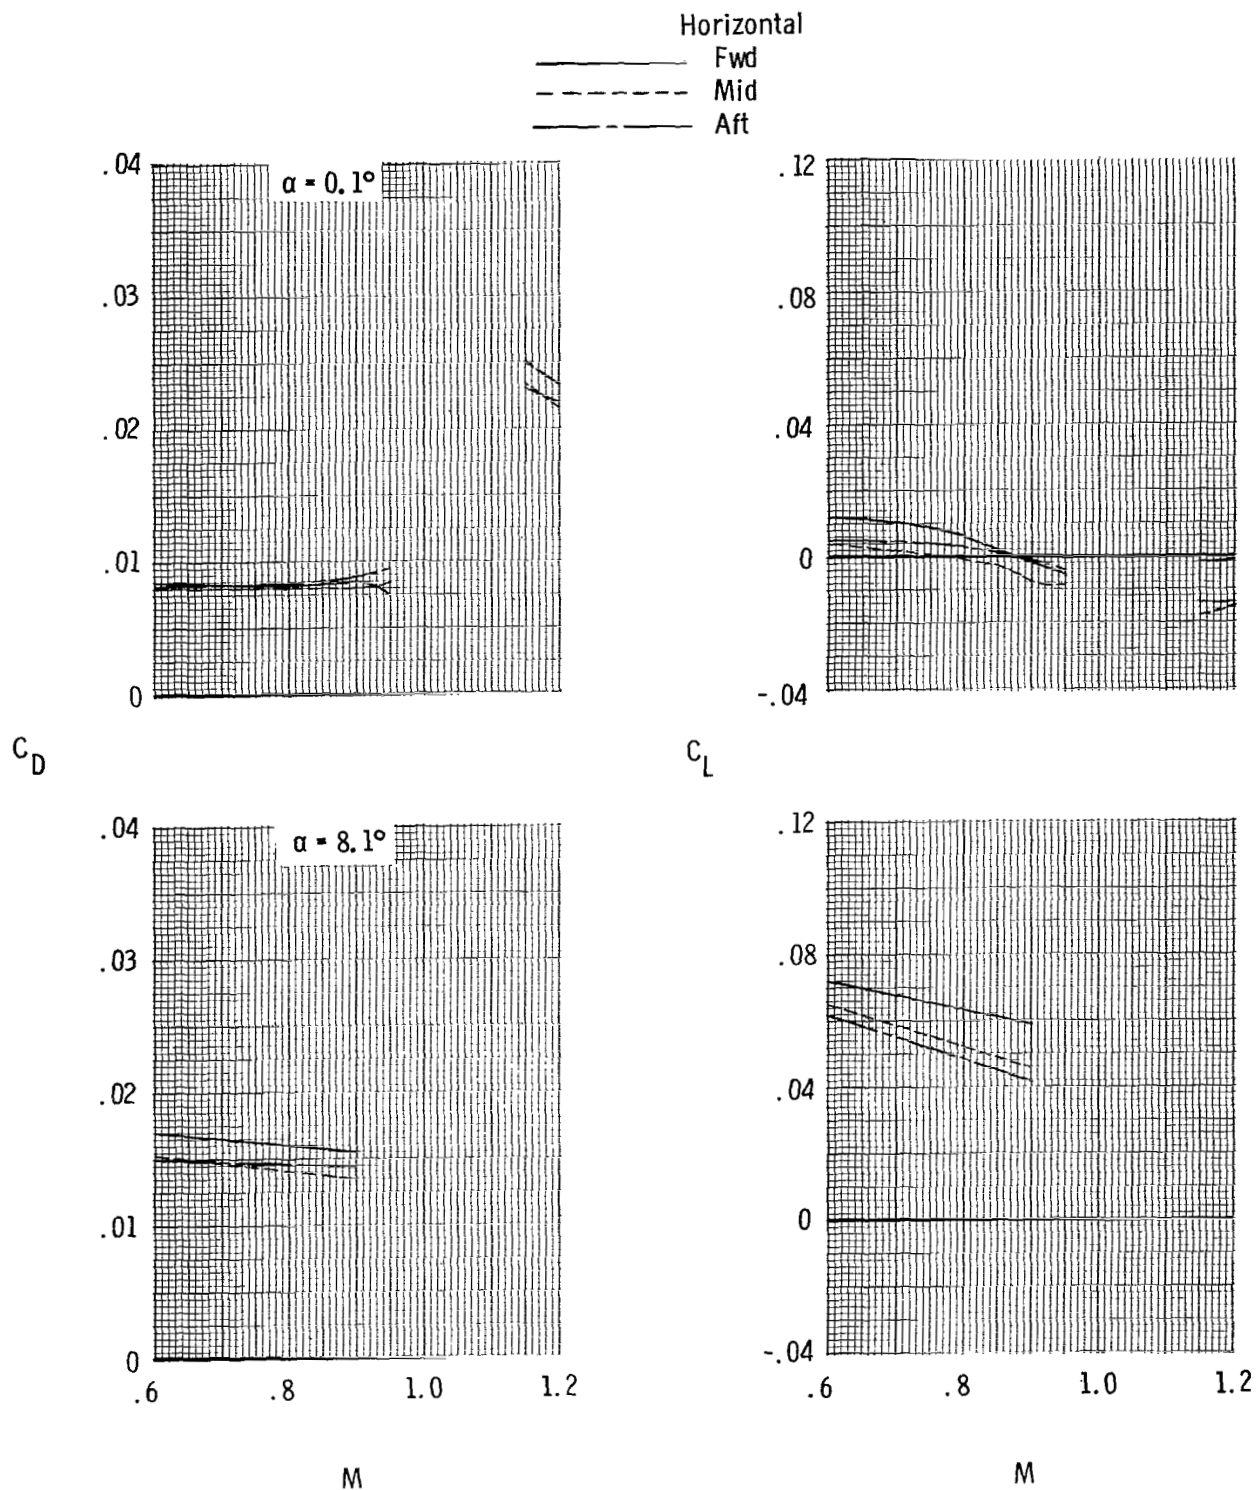 Horizontal
Fwd
Mid
Aft
.04
α = 0.1°
.03
.02
.01
0
.12
.08
.04
0
-.04
C_D
C_L
.04
α = 8.1°
.03
.02
.01
0
.6
.8
1.0
1.2
M
.12
.08
.04
0
-.04
.6
.8
1.0
1.2
M